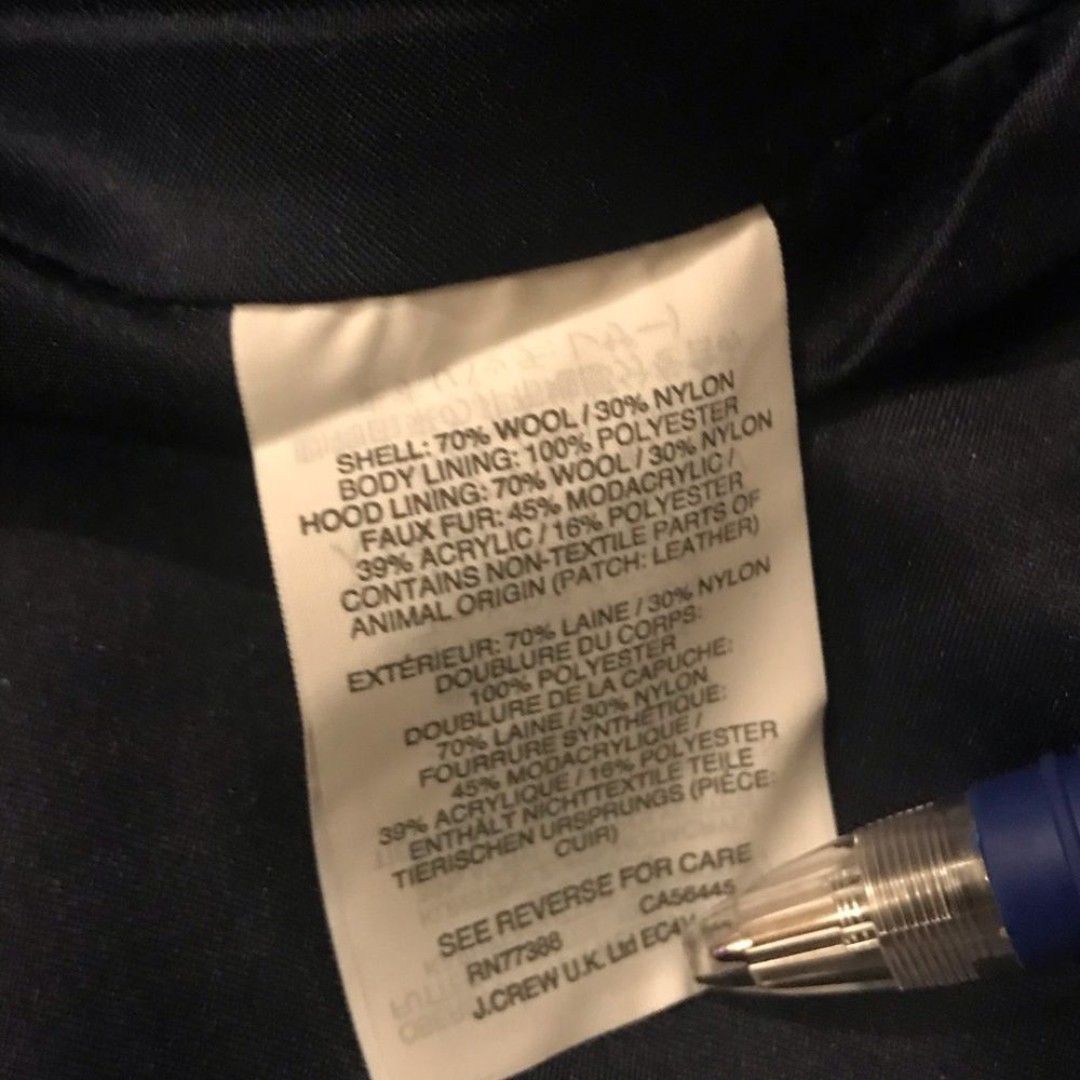 SHELL: 70% WOOL / 30% NYLON
BODY LINING: 100% POLYESTER
HOOD LINING: 70% WOOL / 30% NYLON
FAUX FUR: 45% MODACRYLIC /
39% ACRYLIC / 16% POLYESTER
CONTAINS NON-TEXTILE PARTS OF
ANIMAL ORIGIN (PATCH: LEATHER)
EXTÉRIEUR: 70% LAINE / 30% NYLON
DOUBLURE DU CORPS:
100% POLYESTER
DOUBLURE DE LA CAPUCHE:
70% LAINE / 30% NYLON
FOURRURE SYNTHÉTIQUE:
45% MODACRYLIQUE /
39% ACRYLIQUE / 16% POLYESTER
ENTHÄLT NICHTTEXTILE TEILE
TIERISCHEN URSPRUNGS (PIÈCE:
CUIR)
SEE REVERSE FOR CARE
RN77388 CA56445
J.CREW U.K. Ltd